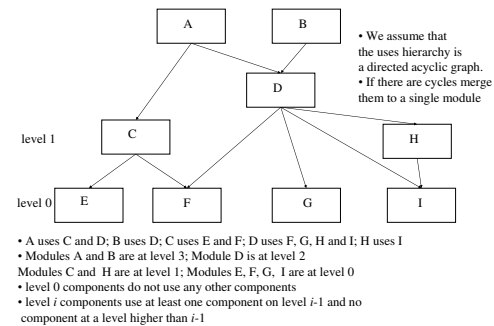 A
B
• We assume that
the uses hierarchy is
a directed acyclic graph.
• If there are cycles merge
them to a single module
D
level 1
C
H
level 0
E
F
G
I
• A uses C and D; B uses D; C uses E and F; D uses F, G, H and I; H uses I
• Modules A and B are at level 3; Module D is at level 2
Modules C and H are at level 1; Modules E, F, G, I are at level 0
• level 0 components do not use any other components
• level i components use at least one component on level i-1 and no
component at a level higher than i-1